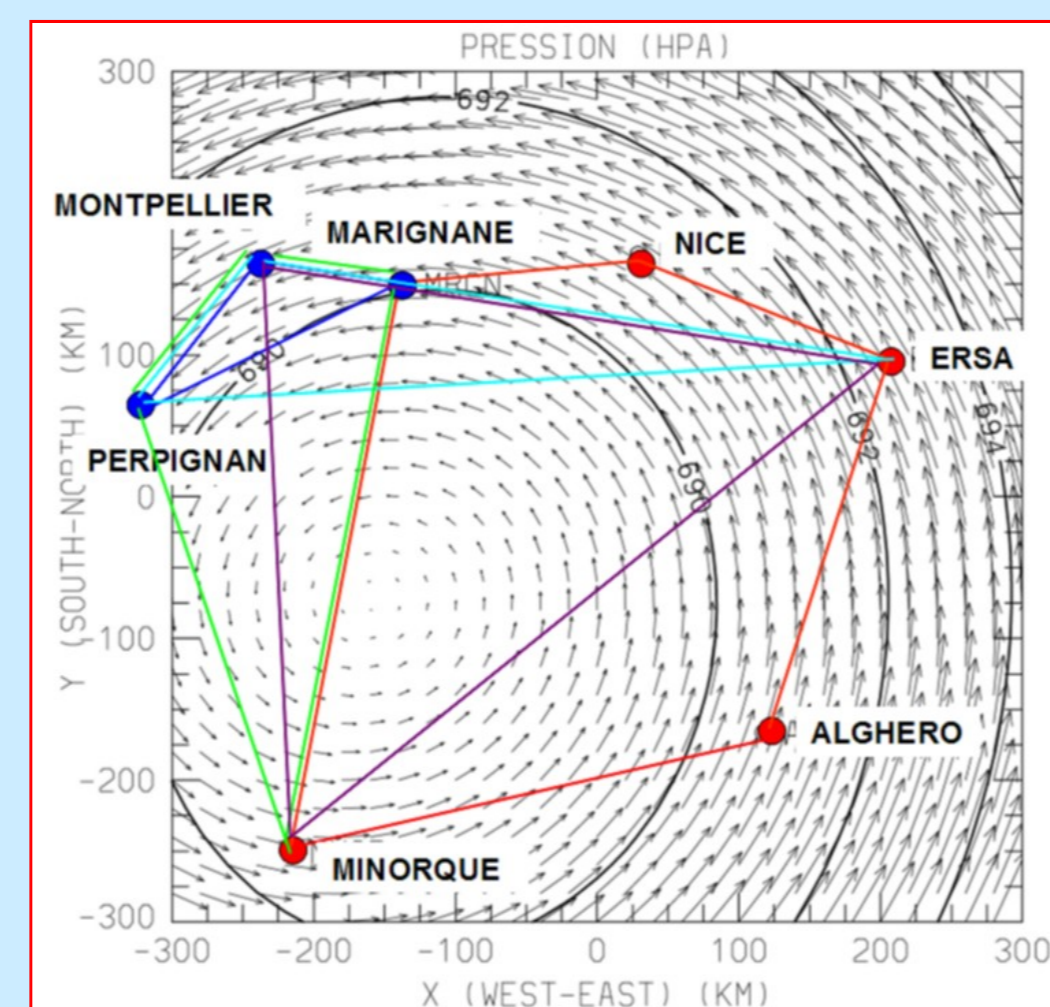 PRESSION (HPA)
300
692
MONTPELLIER
MARIGNANE
NICE
100
690
ERSA
692
694
PERPIGNAN
690
0
Y (SOUTH-NORTH) (KM)
-100
ALGHERO
-200
MINORQUE
-300
-300 -200 -100 0 100 200 300
X (WEST-EAST) (KM)